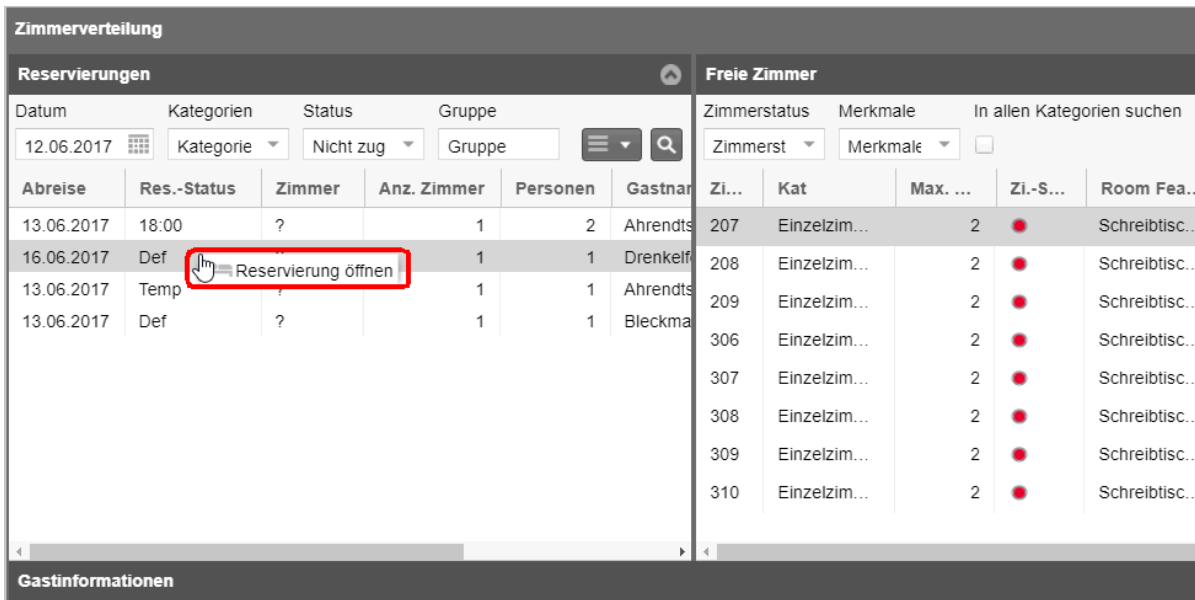 Zimmerverteilung
Reservierungen
Datum Kategorien Status Gruppe
12.06.2017 Kategorie Nicht zug Gruppe
Abreise Res.-Status Zimmer Anz. Zimmer Personen Gastnar
13.06.2017 18:00 ? 1 2 Ahrendts
16.06.2017 Def 1 1 Drenkelf
Reservierung öffnen
13.06.2017 Temp ? 1 1 Ahrendts
13.06.2017 Def ? 1 1 Bleckma
Freie Zimmer
Zimmerstatus Merkmale In allen Kategorien suchen
Zimmerst Merkmale
Zi... Kat Max. ... Zi.-S... Room Fea..
207 Einzelzim... 2 Schreibtisc..
208 Einzelzim... 2 Schreibtisc..
209 Einzelzim... 2 Schreibtisc..
306 Einzelzim... 2 Schreibtisc..
307 Einzelzim... 2 Schreibtisc..
308 Einzelzim... 2 Schreibtisc..
309 Einzelzim... 2 Schreibtisc..
310 Einzelzim... 2 Schreibtisc..
Gastinformationen